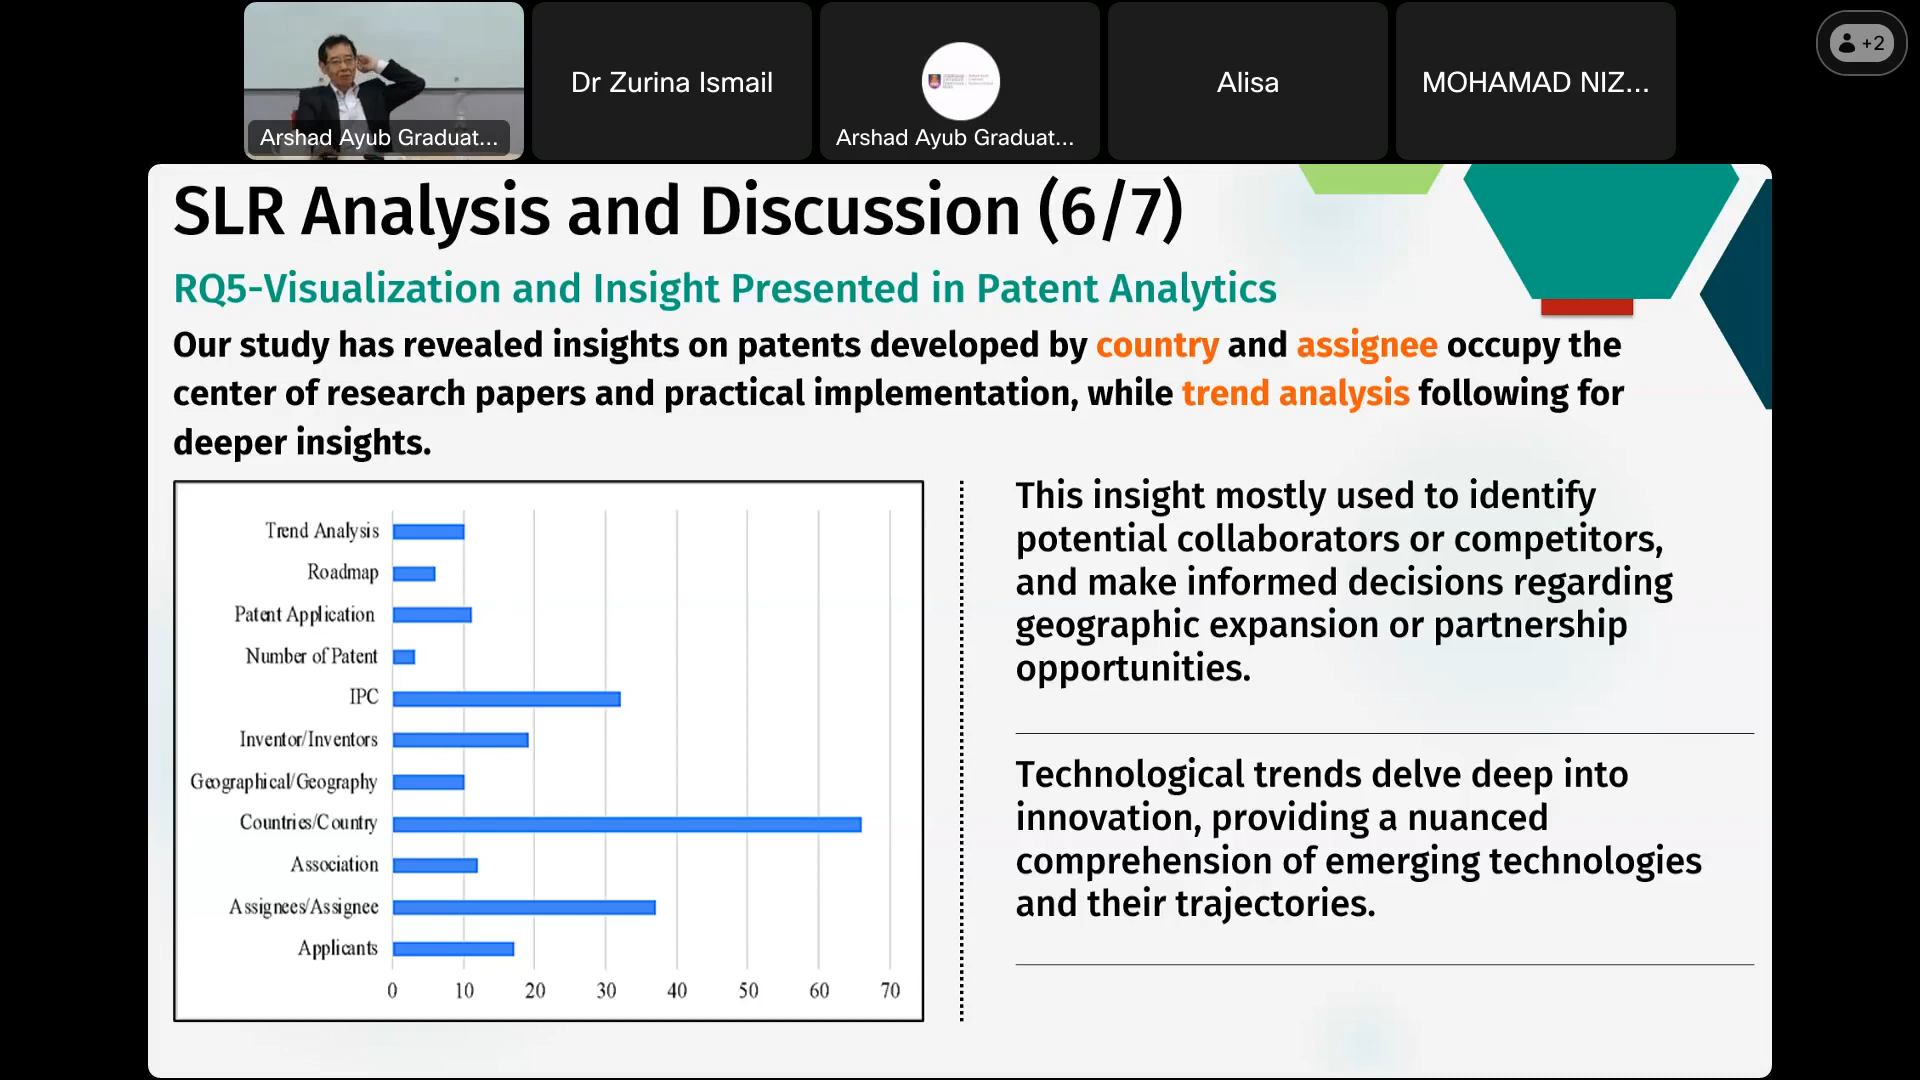 +2
Arshad Ayub Graduat...
Dr Zurina Ismail
Arshad Ayub Graduat...
Alisa
MOHAMAD NIZ...
SLR Analysis and Discussion (6/7)
RQ5-Visualization and Insight Presented in Patent Analytics
Our study has revealed insights on patents developed by country and assignee occupy the
center of research papers and practical implementation, while trend analysis following for
deeper insights.
Trend Analysis
Roadmap
Patent Application
Number of Patent
IPC
Inventor/Inventors
Geographical/Geography
Countries/Country
Association
Assignees/Assignee
Applicants
0 10 20 30 40 50 60 70
This insight mostly used to identify
potential collaborators or competitors,
and make informed decisions regarding
geographic expansion or partnership
opportunities.
Technological trends delve deep into
innovation, providing a nuanced
comprehension of emerging technologies
and their trajectories.